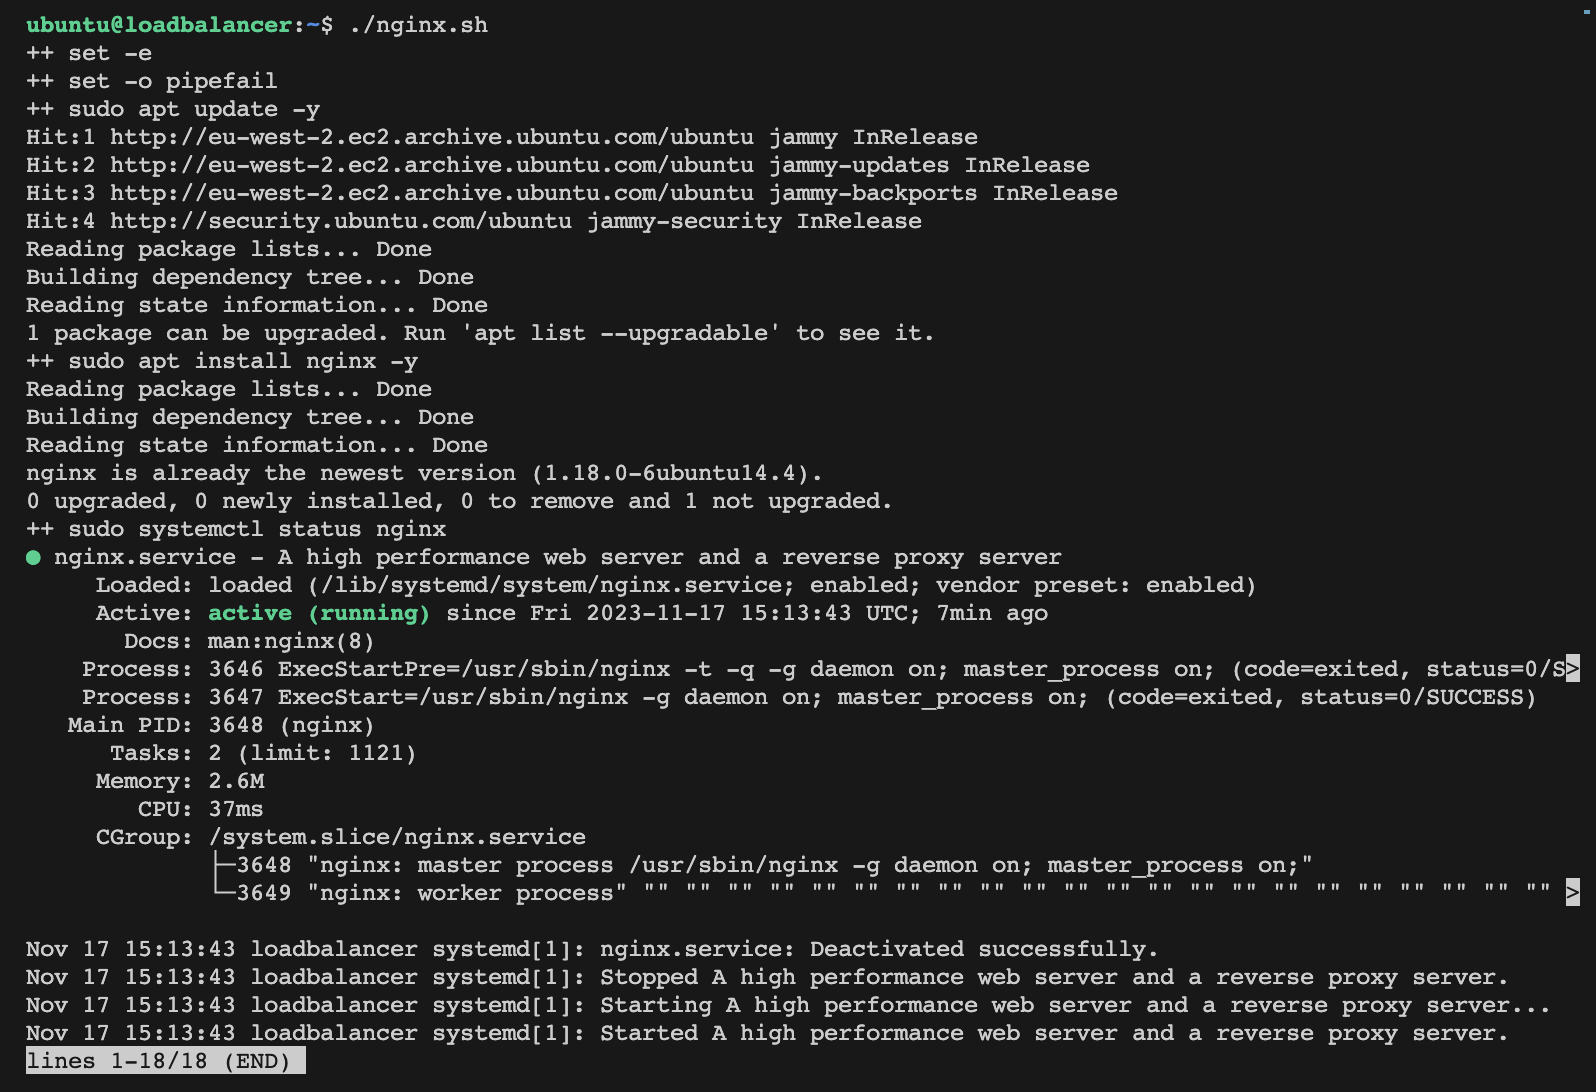 ubuntu@loadbalancer:~$ ./nginx.sh
++ set -e
++ set -o pipefail
++ sudo apt update -y
Hit:1 http://eu-west-2.ec2.archive.ubuntu.com/ubuntu jammy InRelease
Hit:2 http://eu-west-2.ec2.archive.ubuntu.com/ubuntu jammy-updates InRelease
Hit:3 http://eu-west-2.ec2.archive.ubuntu.com/ubuntu jammy-backports InRelease
Hit:4 http://security.ubuntu.com/ubuntu jammy-security InRelease
Reading package lists... Done
Building dependency tree... Done
Reading state information... Done
1 package can be upgraded. Run 'apt list --upgradable' to see it.
++ sudo apt install nginx -y
Reading package lists... Done
Building dependency tree... Done
Reading state information... Done
nginx is already the newest version (1.18.0-6ubuntu14.4).
0 upgraded, 0 newly installed, 0 to remove and 1 not upgraded.
++ sudo systemctl status nginx
● nginx.service - A high performance web server and a reverse proxy server
     Loaded: loaded (/lib/systemd/system/nginx.service; enabled; vendor preset: enabled)
     Active: active (running) since Fri 2023-11-17 15:13:43 UTC; 7min ago
       Docs: man:nginx(8)
    Process: 3646 ExecStartPre=/usr/sbin/nginx -t -q -g daemon on; master_process on; (code=exited, status=0/S>
    Process: 3647 ExecStart=/usr/sbin/nginx -g daemon on; master_process on; (code=exited, status=0/SUCCESS)
   Main PID: 3648 (nginx)
      Tasks: 2 (limit: 1121)
     Memory: 2.6M
        CPU: 37ms
     CGroup: /system.slice/nginx.service
             ├─3648 "nginx: master process /usr/sbin/nginx -g daemon on; master_process on;"
             └─3649 "nginx: worker process" "" "" "" "" "" "" "" "" "" "" "" "" "" "" "" "" "" "" "" "" "" "" >

Nov 17 15:13:43 loadbalancer systemd[1]: nginx.service: Deactivated successfully.
Nov 17 15:13:43 loadbalancer systemd[1]: Stopped A high performance web server and a reverse proxy server.
Nov 17 15:13:43 loadbalancer systemd[1]: Starting A high performance web server and a reverse proxy server...
Nov 17 15:13:43 loadbalancer systemd[1]: Started A high performance web server and a reverse proxy server.
lines 1-18/18 (END)